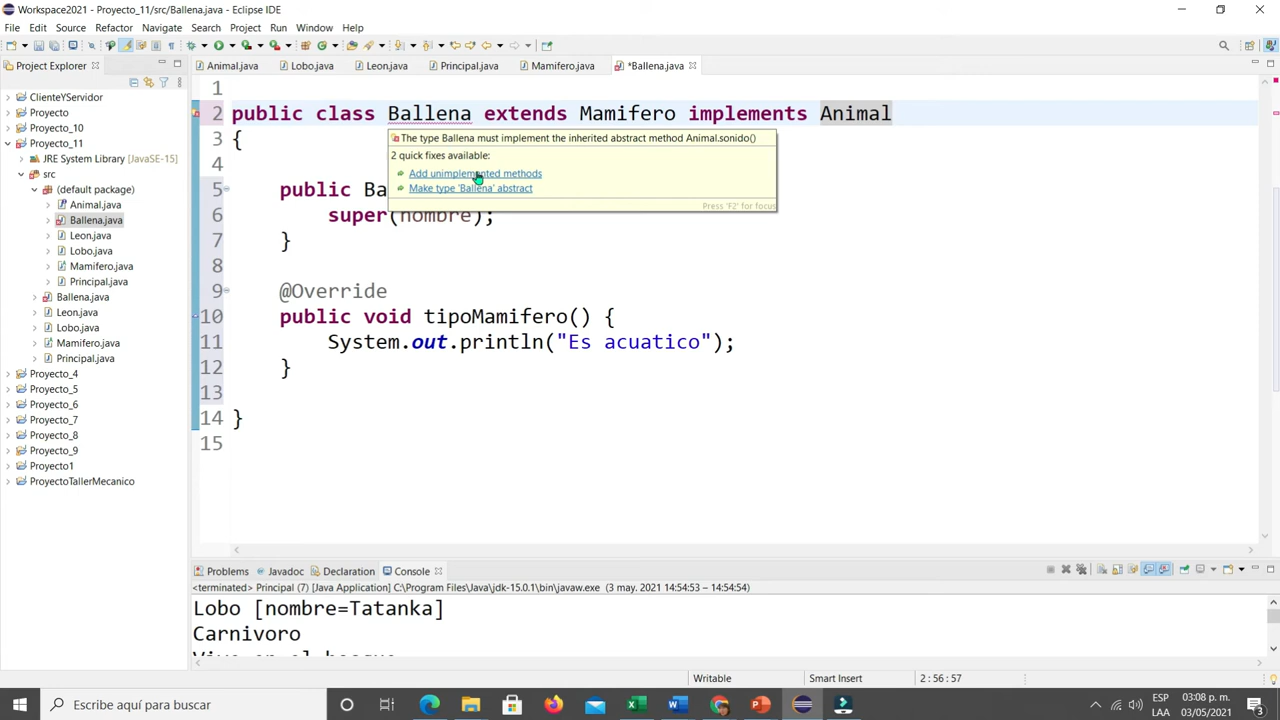 Workspace2021 - Proyecto_11/src/Ballena.java - Eclipse IDE
File Edit Source Refactor Navigate Search Project Run Window Help
Project Explorer
Animal.java Lobo.java Leon.java Principal.java Mamifero.java *Ballena.java
ClienteYServidor
Proyecto
Proyecto_10
Proyecto_11
JRE System Library [JavaSE-15]
src
(default package)
Animal.java
Ballena.java
Leon.java
Lobo.java
Mamifero.java
Principal.java
Ballena.java
Leon.java
Lobo.java
Mamifero.java
Principal.java
Proyecto_4
Proyecto_5
Proyecto_6
Proyecto_7
Proyecto_8
Proyecto_9
Proyecto1
ProyectoTallerMecanico
1
2 public class Ballena extends Mamifero implements Animal
3 {
4
5 public Ba
6 super(nombre);
7 }
8
9 @Override
10 public void tipoMamifero() {
11 System.out.println("Es acuatico");
12 }
13
14 }
15
The type Ballena must implement the inherited abstract method Animal.sonido()
2 quick fixes available:
Add unimplemented methods
Make type 'Ballena' abstract
Press 'F2' for focus
Problems Javadoc Declaration Console
<terminated> Principal (7) [Java Application] C:\Program Files\Java\jdk-15.0.1\bin\javaw.exe (3 may. 2021 14:54:53 – 14:54:54)
Lobo [nombre=Tatanka]
Carnivoro
Vive en el bosque
Writable Smart Insert 2 : 56 : 57
Escribe aquí para buscar
ESP
LAA
03:08 p. m.
03/05/2021
3